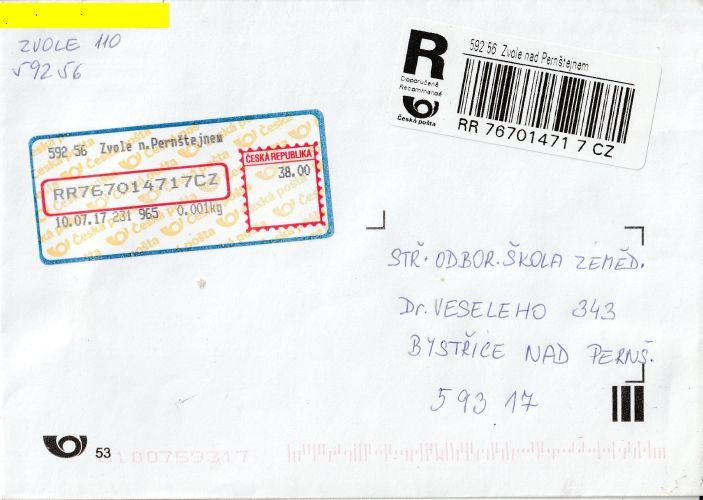 ZVOLE 110
592 56
R
Doporučeně
Recommandé
Česká pošta
592 56 Zvole nad Pernštejnem
RR 76701471 7 CZ
592 56 Zvole n.Pernštejnem
RR767014717CZ
10.07.17 231 965 0.001kg
ČESKÁ REPUBLIKA
38.00
STŘ. ODBOR. ŠKOLA ZEMĚD.
Dr. VESELEHO 343
BYSTŘICE NAD PERNŠ.
593 17
53
0100759317